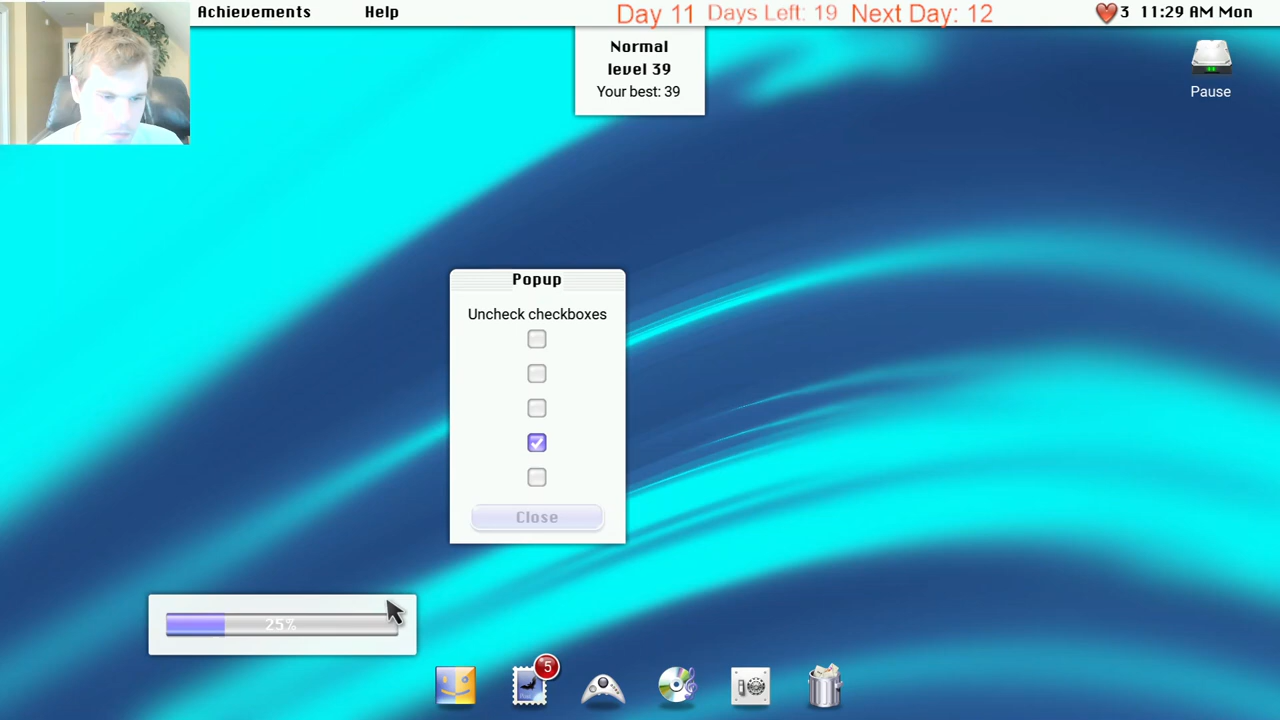 Achievements Help Day 11 Days Left: 19 Next Day: 12 3 11:29 AM Mon
Normal
level 39
Your best: 39
Pause
Popup
Uncheck checkboxes
Close
25%
5